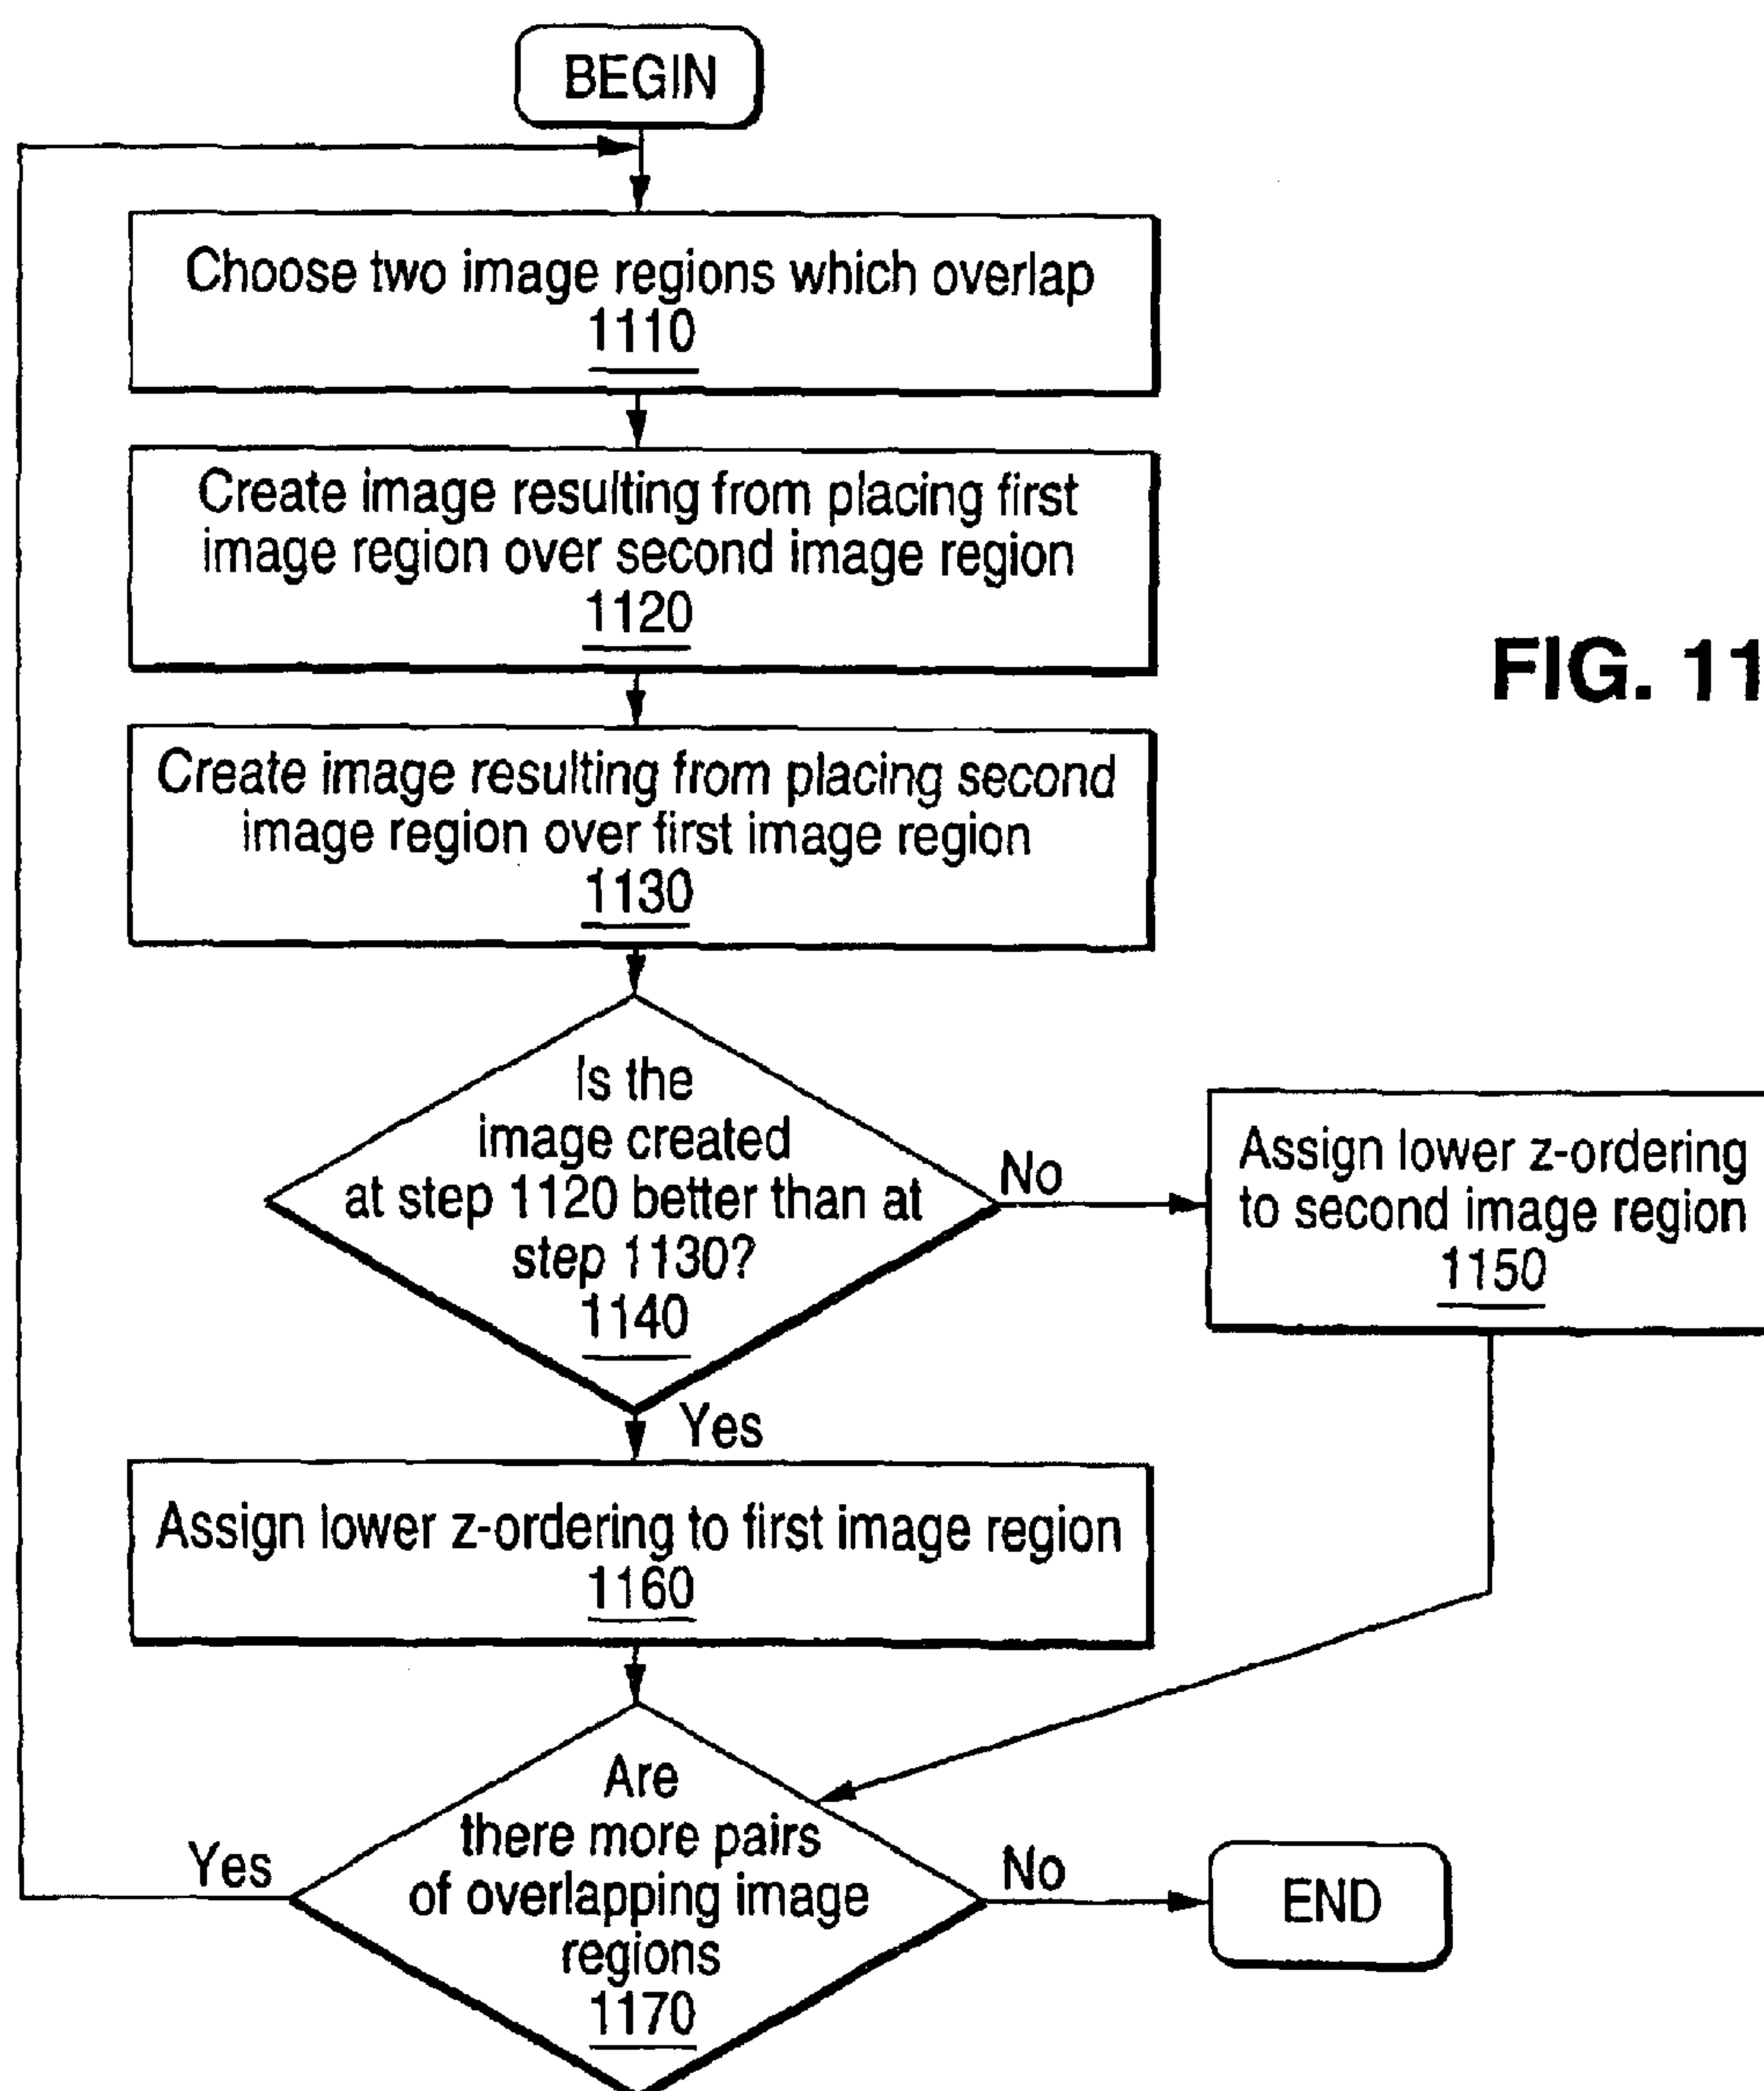 BEGIN
Choose two image regions which overlap
1110
Create image resulting from placing first
image region over second image region
1120
FIG. 11
Create image resulting from placing second
image region over first image region
1130
Is the
image created
at step 1120 better than at
step 1130?
1140
No
Assign lower z-ordering
to second image region
1150
Yes
Assign lower z-ordering to first image region
1160
Are
there more pairs
of overlapping image
regions
1170
Yes
No
END